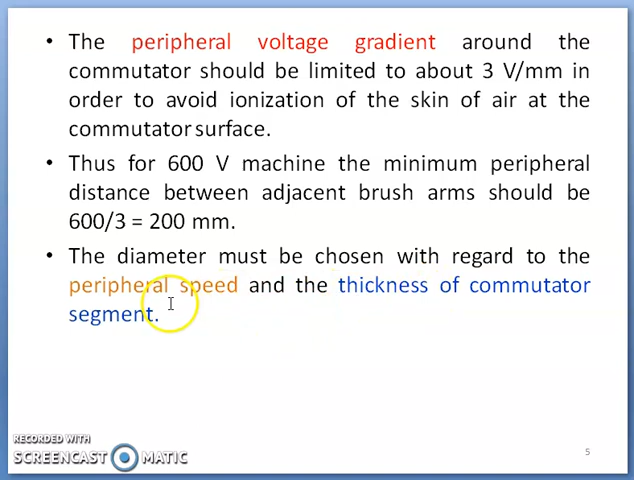 • The peripheral voltage gradient around the
commutator should be limited to about 3 V/mm in
order to avoid ionization of the skin of air at the
commutator surface.
• Thus for 600 V machine the minimum peripheral
distance between adjacent brush arms should be
600/3 = 200 mm.
• The diameter must be chosen with regard to the
peripheral speed and the thickness of commutator
segment.
RECORDED WITH
SCREENCAST MATIC
5